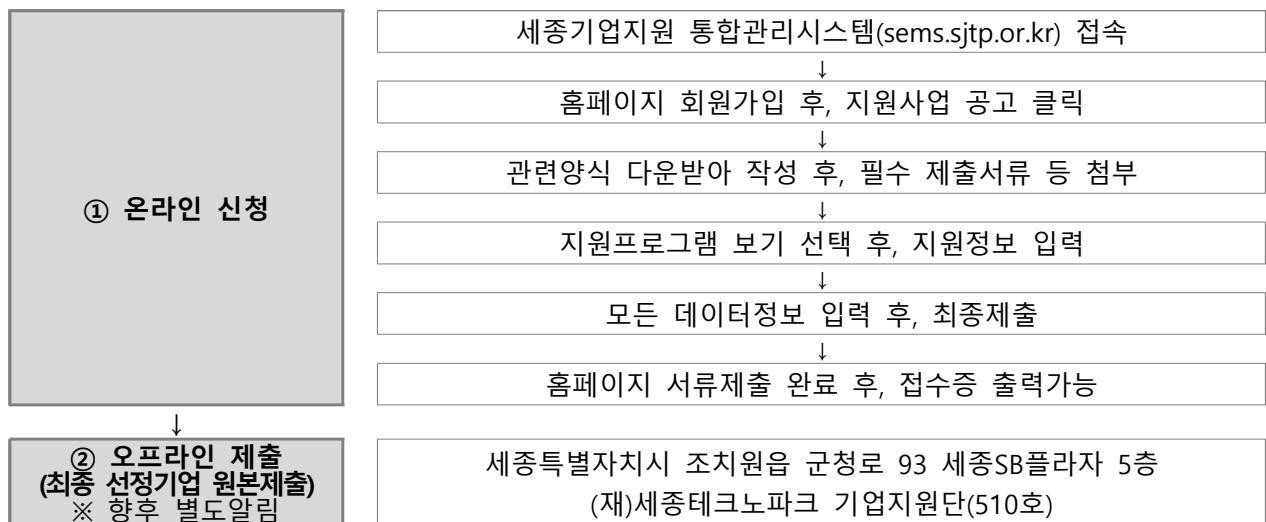 ① 온라인 신청
세종기업지원 통합관리시스템(sems.sjtp.or.kr) 접속
↓
홈페이지 회원가입 후, 지원사업 공고 클릭
↓
관련양식 다운받아 작성 후, 필수 제출서류 등 첨부
↓
지원프로그램 보기 선택 후, 지원정보 입력
↓
모든 데이터정보 입력 후, 최종제출
↓
홈페이지 서류제출 완료 후, 접수증 출력가능
↓
② 오프라인 제출
(최종 선정기업 원본제출)
※ 향후 별도알림
세종특별자치시 조치원읍 군청로 93 세종SB플라자 5층
(재)세종테크노파크 기업지원단(510호)